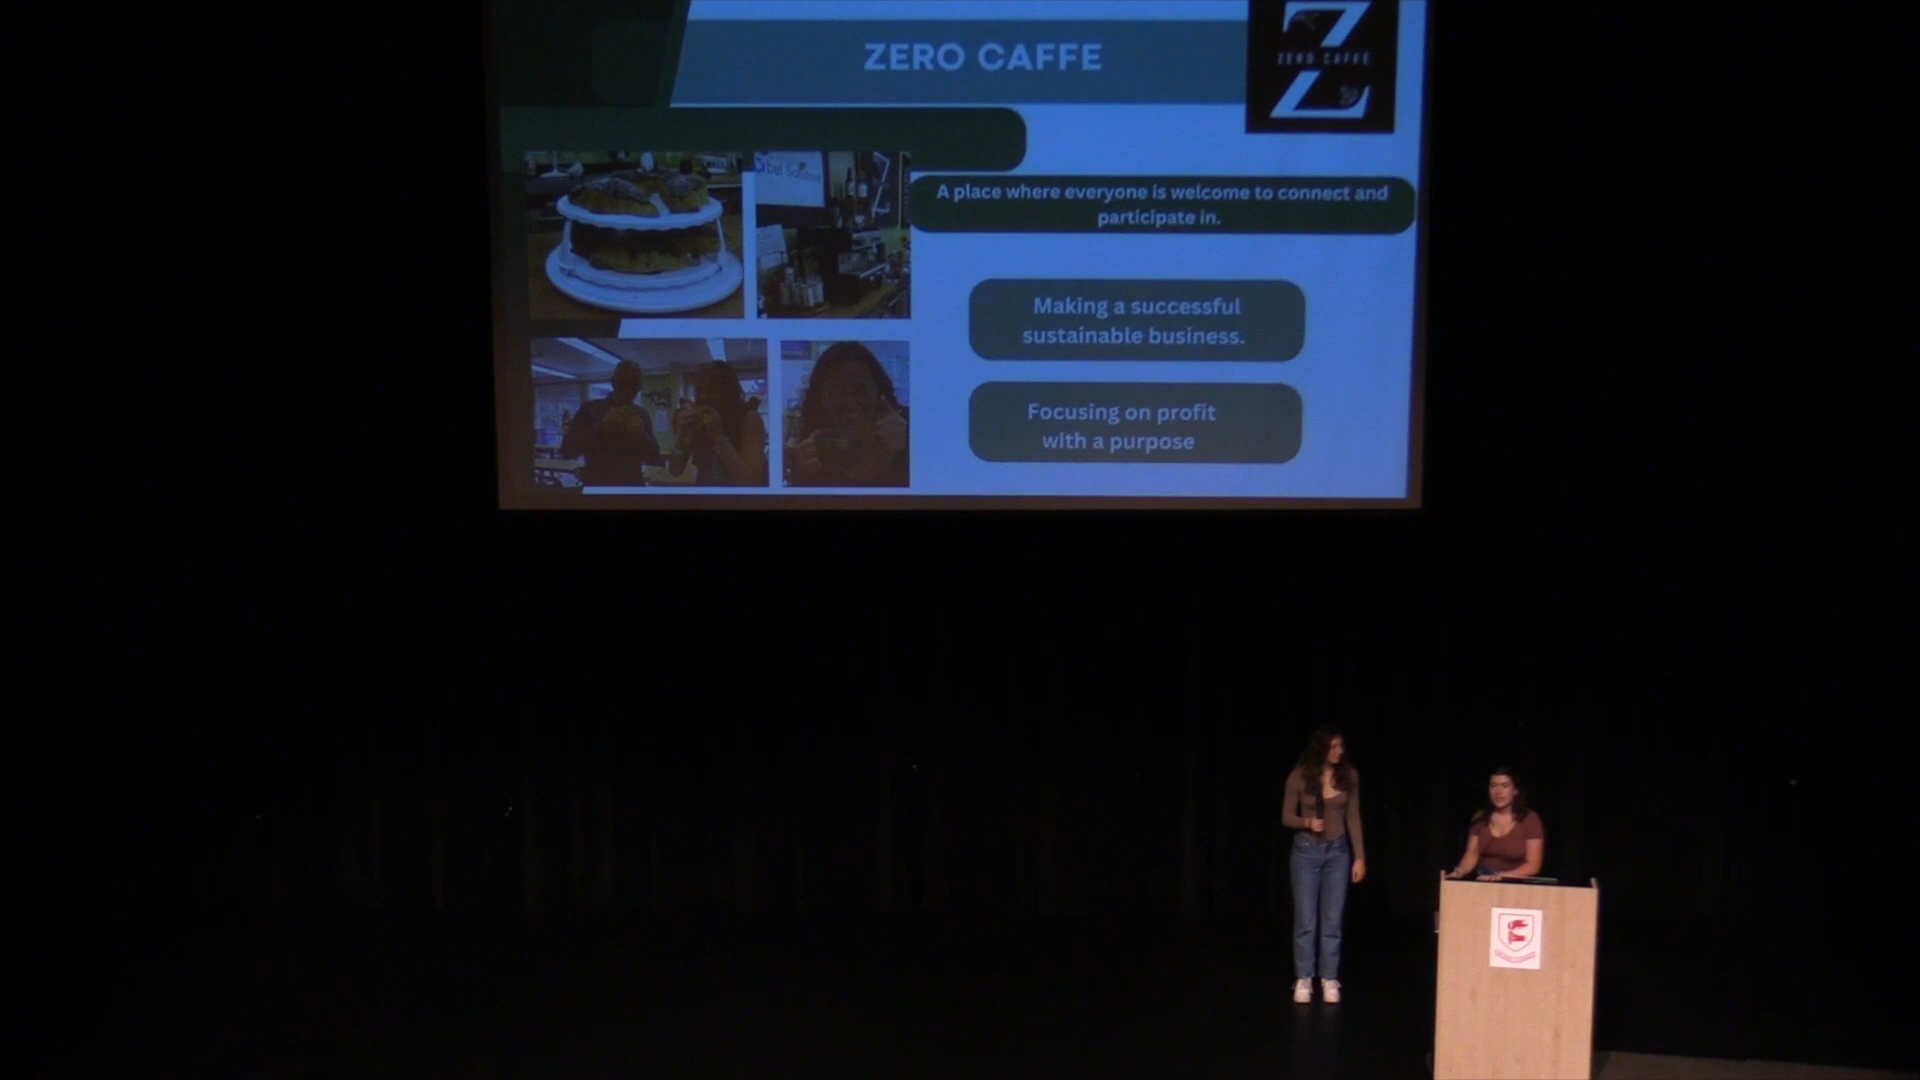 ZERO CAFFE
Z
ZERO CAFFÈ
A place where everyone is welcome to connect and
participate in.
Making a successful
sustainable business.
Focusing on profit
with a purpose